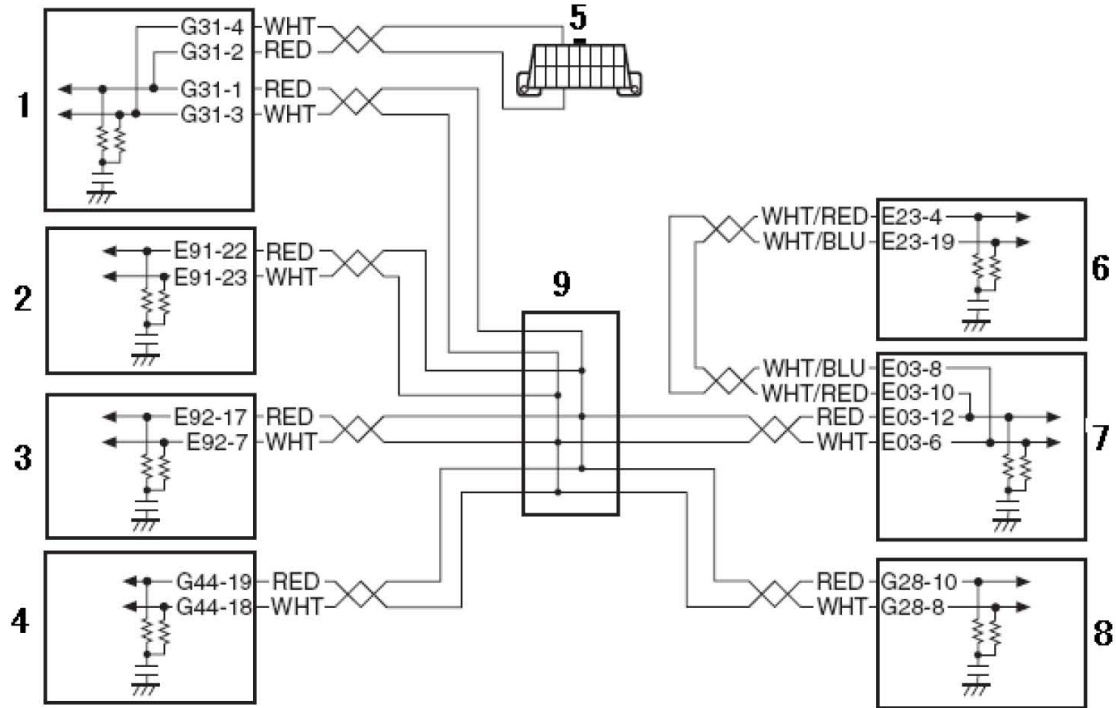 1
G31-4 WHT
G31-2 RED
G31-1 RED
G31-3 WHT
5
2
E91-22 RED
E91-23 WHT
3
E92-17 RED
E92-7 WHT
4
G44-19 RED
G44-18 WHT
9
6
WHT/RED E23-4
WHT/BLU E23-19
7
WHT/BLU E03-8
WHT/RED E03-10
RED E03-12
WHT E03-6
8
RED G28-10
WHT G28-8